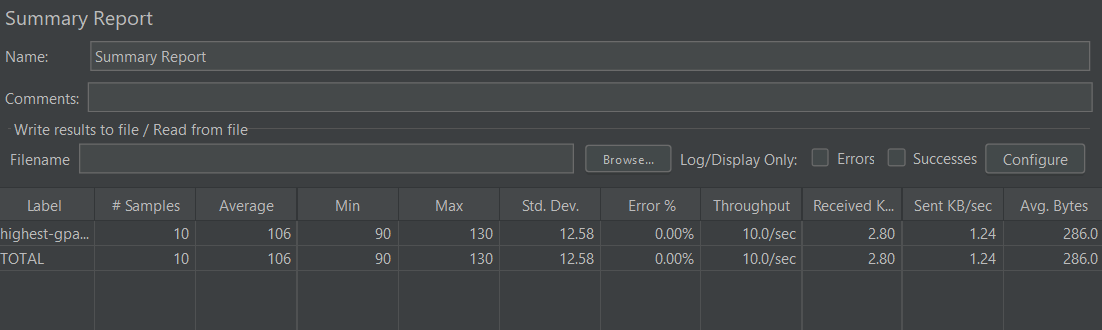 Summary Report
Name: Summary Report
Comments:
Write results to file / Read from file
Filename Browse... Log/Display Only: Errors Successes Configure
Label # Samples Average Min Max Std. Dev. Error % Throughput Received K... Sent KB/sec Avg. Bytes
highest-gpa... 10 106 90 130 12.58 0.00% 10.0/sec 2.80 1.24 286.0
TOTAL 10 106 90 130 12.58 0.00% 10.0/sec 2.80 1.24 286.0